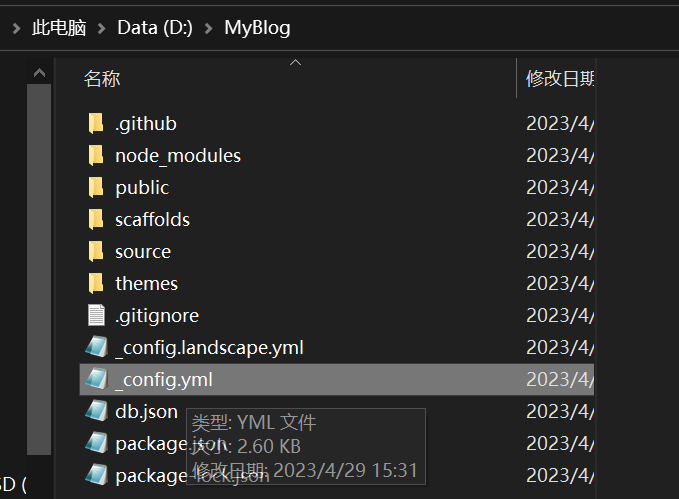 此电脑 Data (D:) MyBlog
名称 修改日期
.github 2023/4/
node_modules 2023/4/
public 2023/4/
scaffolds 2023/4/
source 2023/4/
themes 2023/4/
.gitignore 2023/4/
_config.landscape.yml 2023/4/
_config.yml 2023/4/
db.json 2023/4/
类型: YML 文件
package.json 2023/4/
大小: 2.60 KB
修改日期: 2023/4/29 15:31
package-lock.json 2023/4/
SD (